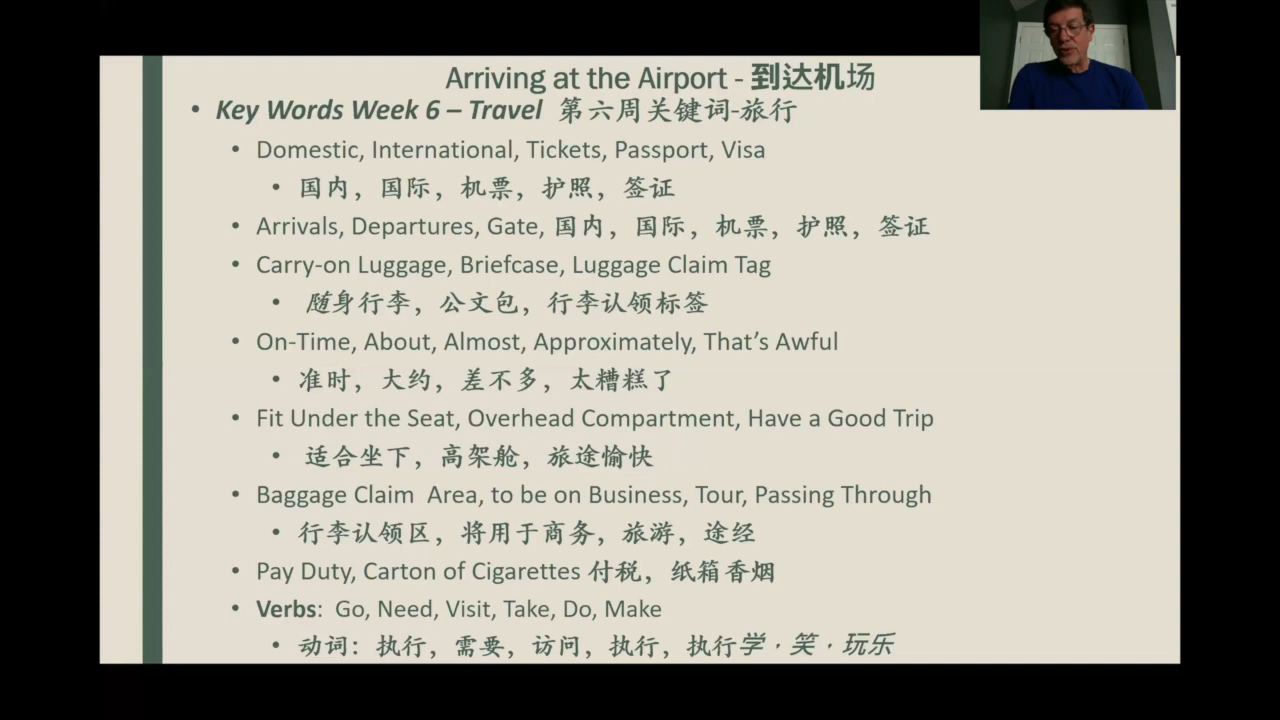 Arriving at the Airport - 到达机场
• Key Words Week 6 – Travel 第六周关键词-旅行
• Domestic, International, Tickets, Passport, Visa
• 国内，国际，机票，护照，签证
• Arrivals, Departures, Gate, 国内，国际，机票，护照，签证
• Carry-on Luggage, Briefcase, Luggage Claim Tag
• 随身行李，公文包，行李认领标签
• On-Time, About, Almost, Approximately, That’s Awful
• 准时，大约，差不多，太糟糕了
• Fit Under the Seat, Overhead Compartment, Have a Good Trip
• 适合坐下，高架舱，旅途愉快
• Baggage Claim Area, to be on Business, Tour, Passing Through
• 行李认领区，将用于商务，旅游，途经
• Pay Duty, Carton of Cigarettes 付税，纸箱香烟
• Verbs: Go, Need, Visit, Take, Do, Make
• 动词：执行，需要，访问，执行，执行学·笑·玩乐